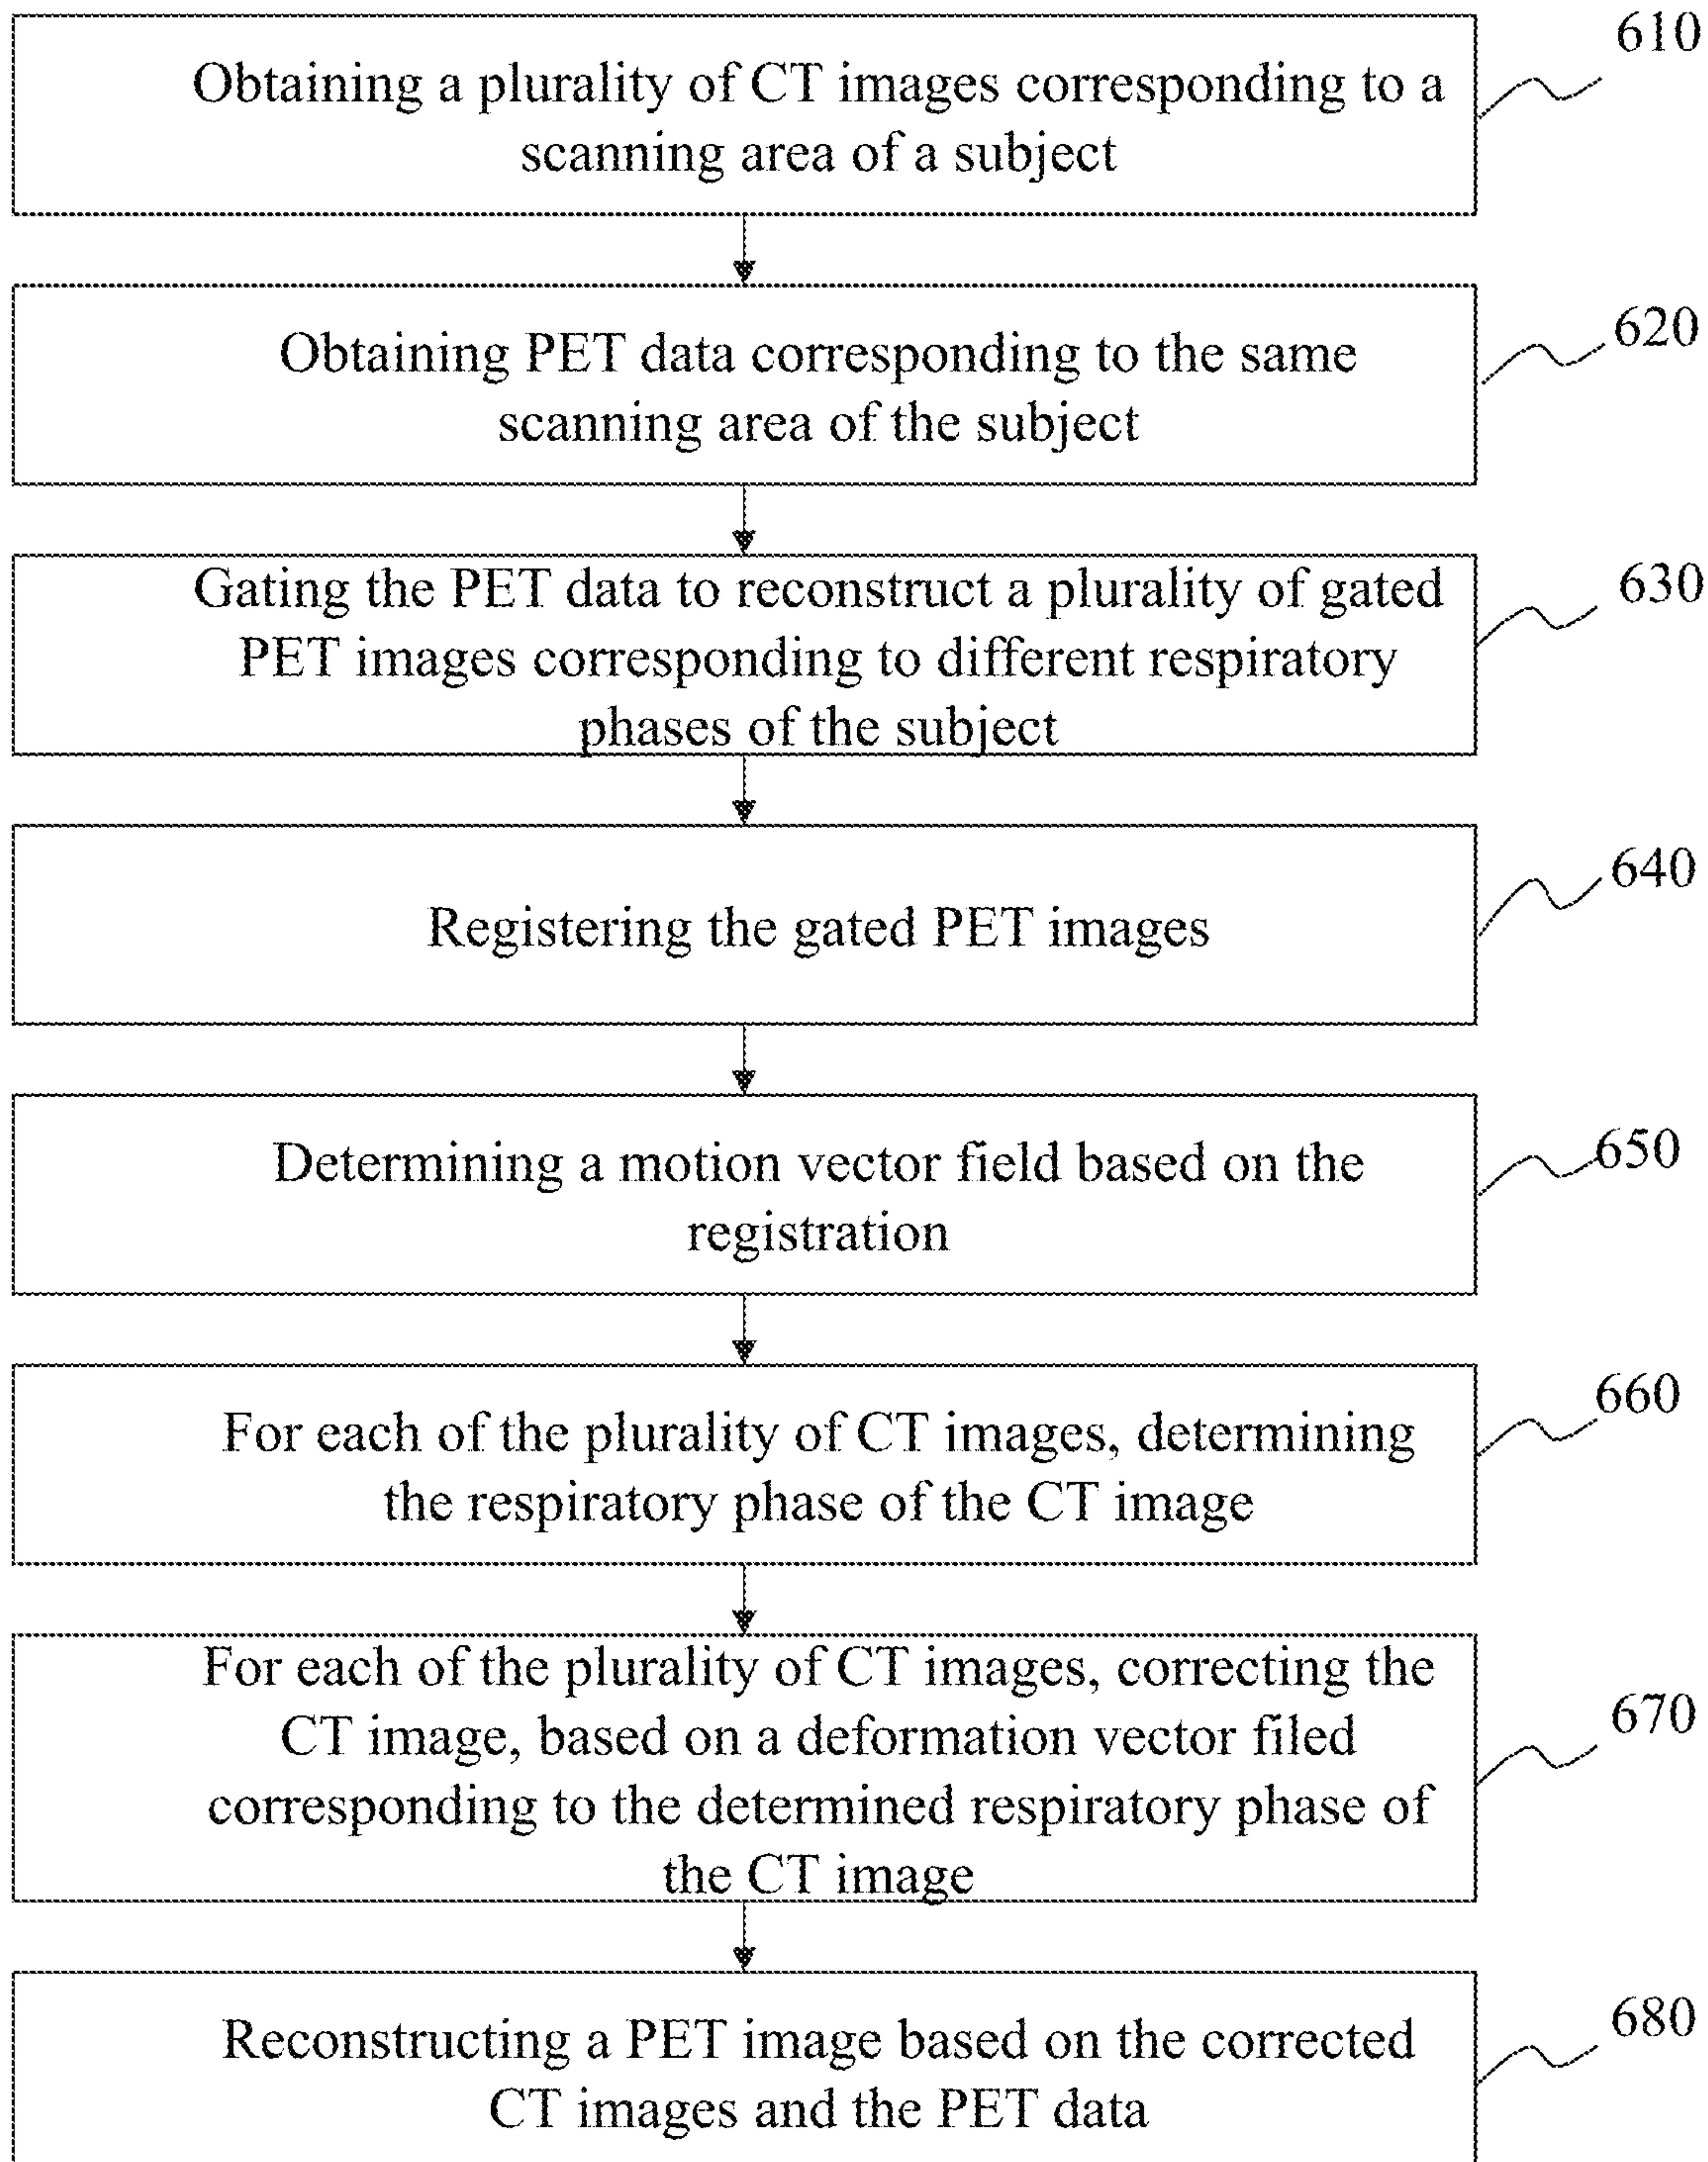 610
Obtaining a plurality of CT images corresponding to a
scanning area of a subject
620
Obtaining PET data corresponding to the same
scanning area of the subject
630
Gating the PET data to reconstruct a plurality of gated
PET images corresponding to different respiratory
phases of the subject
640
Registering the gated PET images
650
Determining a motion vector field based on the
registration
660
For each of the plurality of CT images, determining
the respiratory phase of the CT image
670
For each of the plurality of CT images, correcting the
CT image, based on a deformation vector filed
corresponding to the determined respiratory phase of
the CT image
680
Reconstructing a PET image based on the corrected
CT images and the PET data